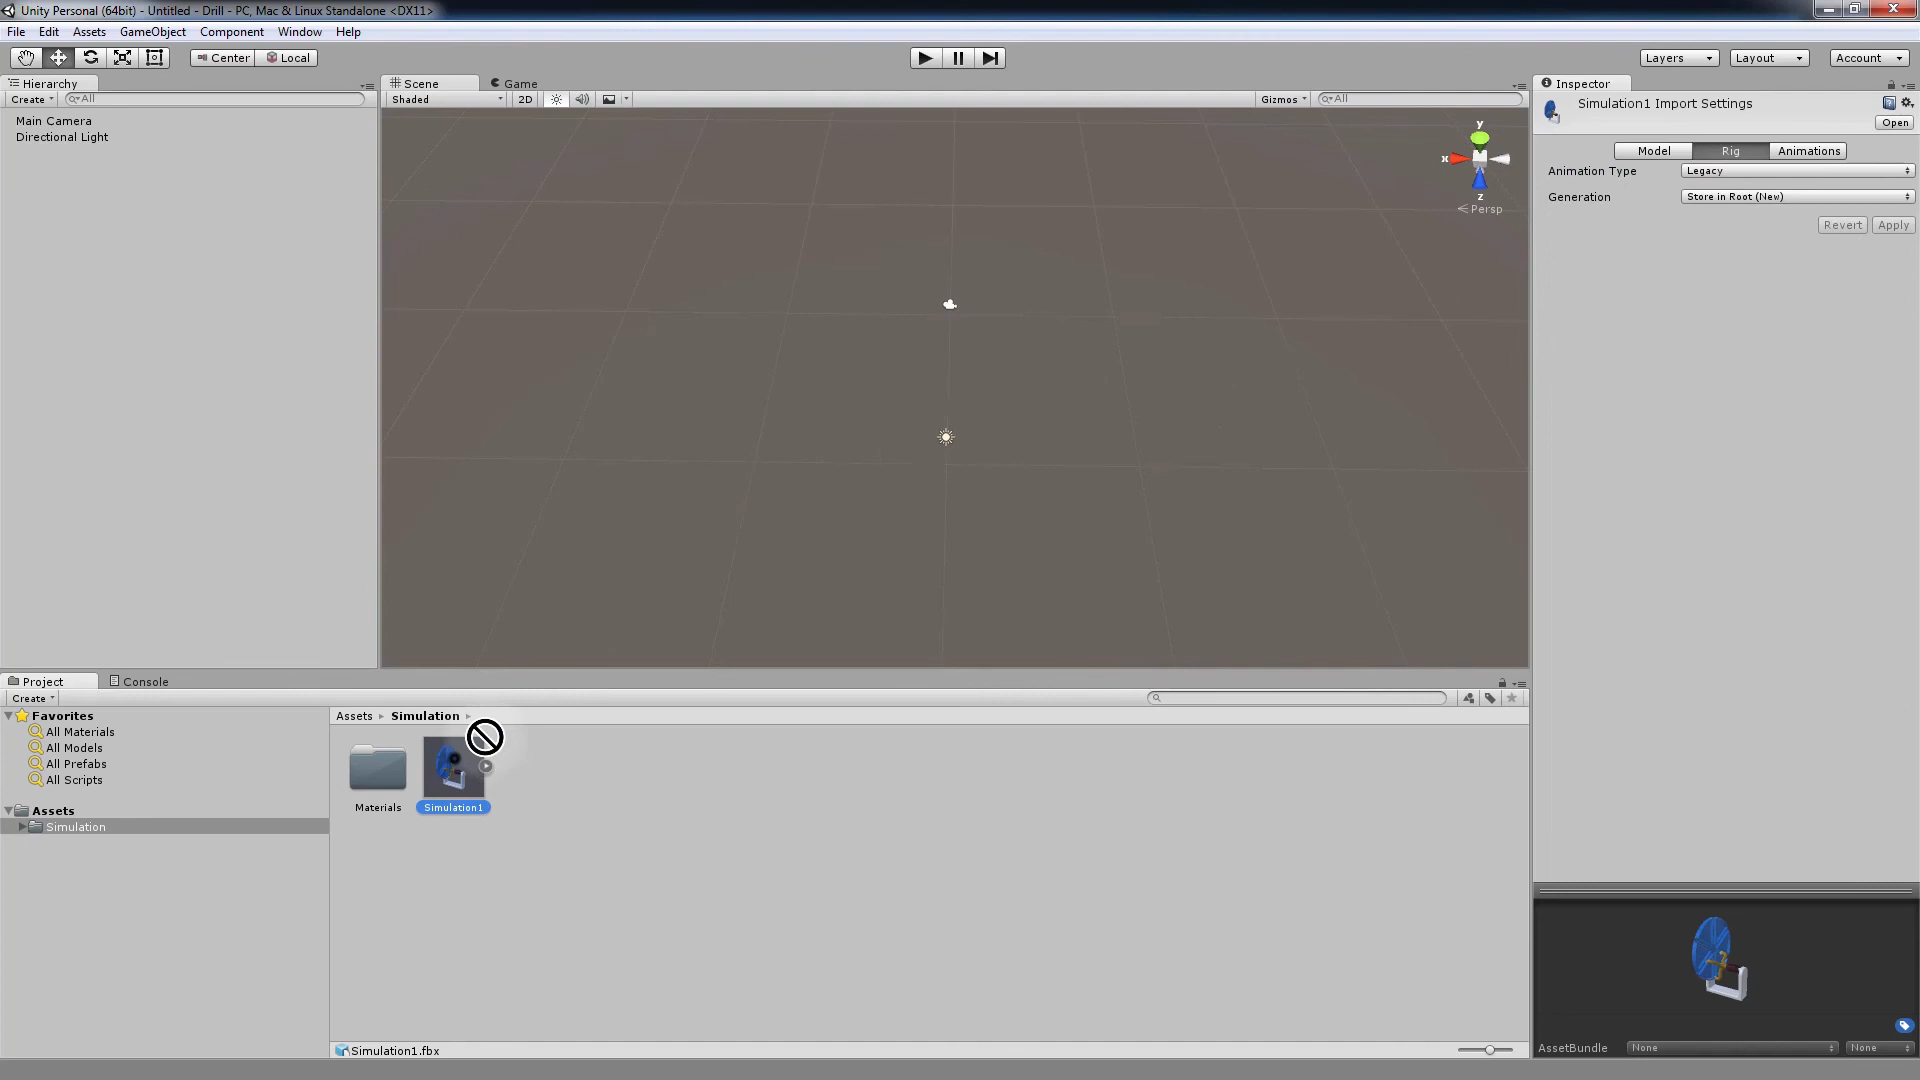 Unity Personal (64bit) - Untitled - Drill - PC, Mac & Linux Standalone <DX11>
File Edit Assets GameObject Component Window Help
Center Local
Layers Layout Account
Hierarchy
Create All
Main Camera
Directional Light
Scene Game
Shaded 2D Gizmos All
y
x
z
Persp
Inspector
Simulation1 Import Settings
Open
Model Rig Animations
Animation Type Legacy
Generation Store in Root (New)
Revert Apply
Project Console
Create
Favorites
All Materials
All Models
All Prefabs
All Scripts
Assets
Simulation
Assets Simulation
Materials Simulation1
Simulation1.fbx
AssetBundle None None